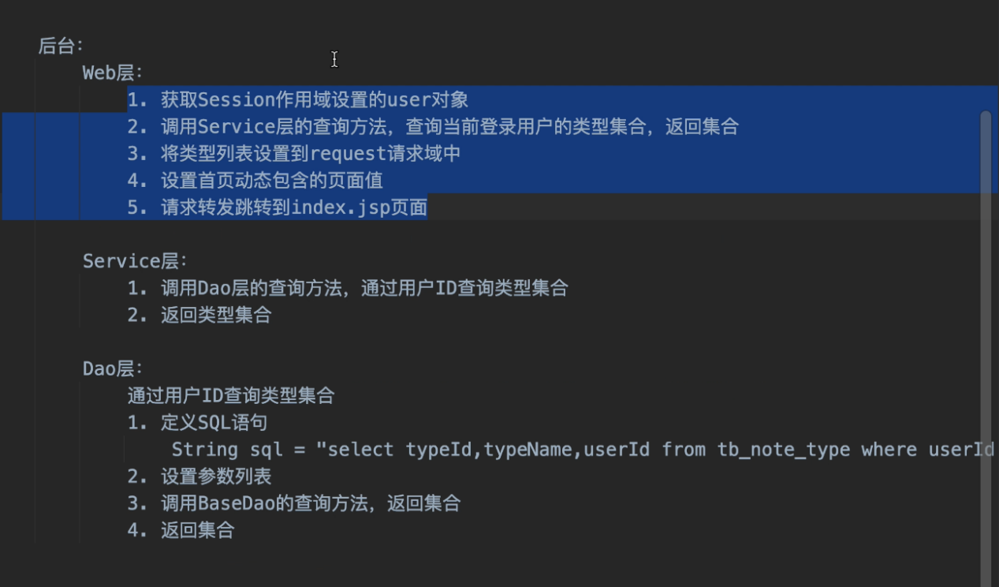 后台:
Web层:
1. 获取Session作用域设置的user对象
2. 调用Service层的查询方法，查询当前登录用户的类型集合，返回集合
3. 将类型列表设置到request请求域中
4. 设置首页动态包含的页面值
5. 请求转发跳转到index.jsp页面
Service层:
1. 调用Dao层的查询方法，通过用户ID查询类型集合
2. 返回类型集合
Dao层:
通过用户ID查询类型集合
1. 定义SQL语句
String sql = "select typeId,typeName,userId from tb_note_type where userId
2. 设置参数列表
3. 调用BaseDao的查询方法，返回集合
4. 返回集合